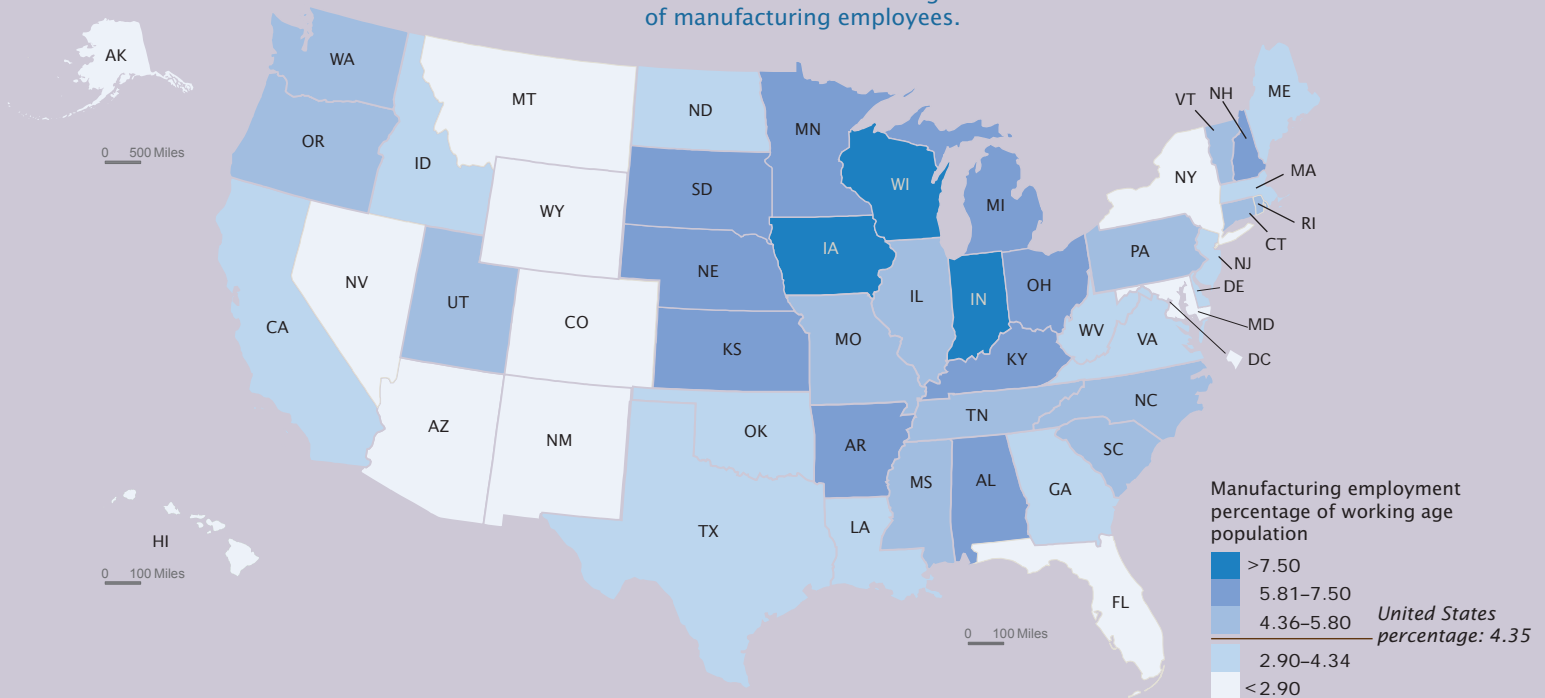 of manufacturing employees.
AK
WA
MT
ND
MN
ME
VT
NH
OR
ID
SD
WI
MI
NY
MA
RI
CT
WY
NE
IA
IL
IN
OH
PA
NJ
DE
MD
DC
NV
UT
CO
KS
MO
KY
WV
VA
CA
AZ
NM
OK
AR
TN
NC
SC
MS
AL
GA
TX
LA
FL
HI
0 500 Miles
0 100 Miles
0 100 Miles
Manufacturing employment
percentage of working age
population
>7.50
5.81–7.50
4.36–5.80
United States
percentage: 4.35
2.90–4.34
<2.90